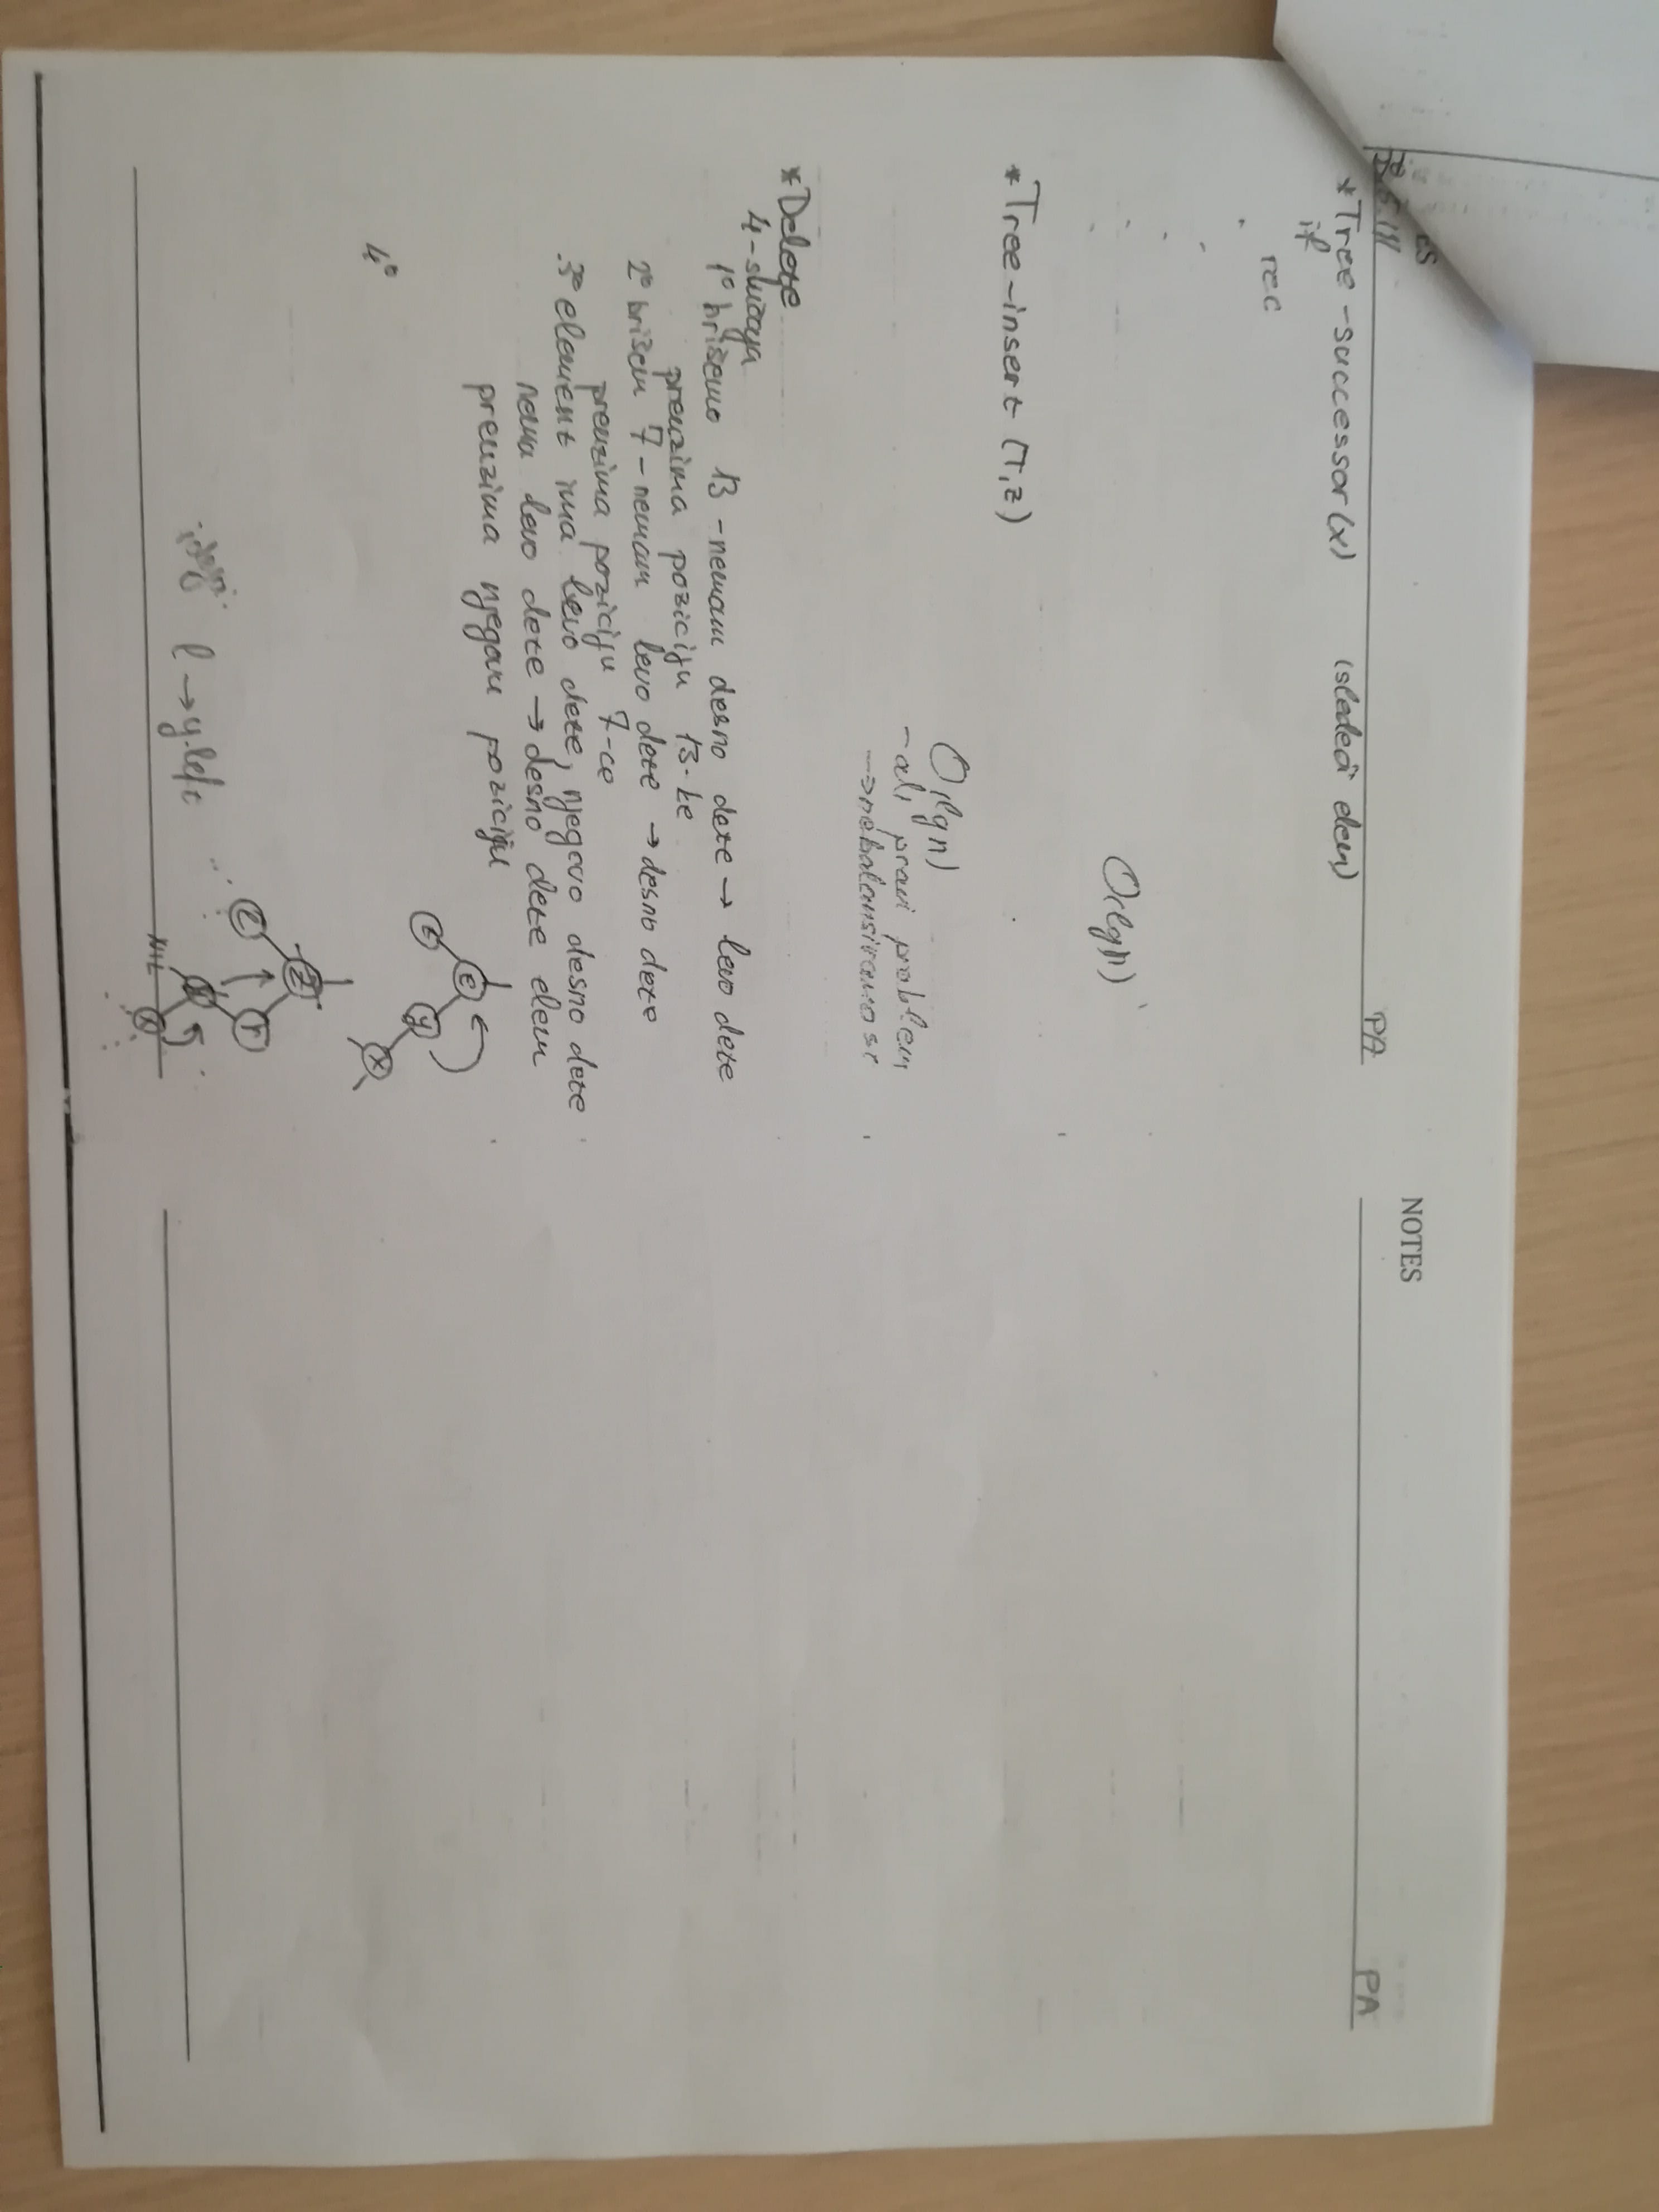 ES
PA
*Tree-successor(x) (sledeći elem)
if
rec
O(lgn)
*Tree-insert (T,z)
O(lgn)
-ali pravi problem
->nebalansiranost
*Delete
4-slučaja
1° brišemo 13 -nemam desno dete → levo dete
preuzima poziciju 13-ke
2° brišem 7-nemam levo dete → desno dete
preuzima poziciju 7-ce
3° element ima levo dete, njegovo desno dete
nema levo dete → desno dete elem
preuzima njegovu poziciju
y
x
4°
z
l r
l → y.left
NIL x
NOTES
PA